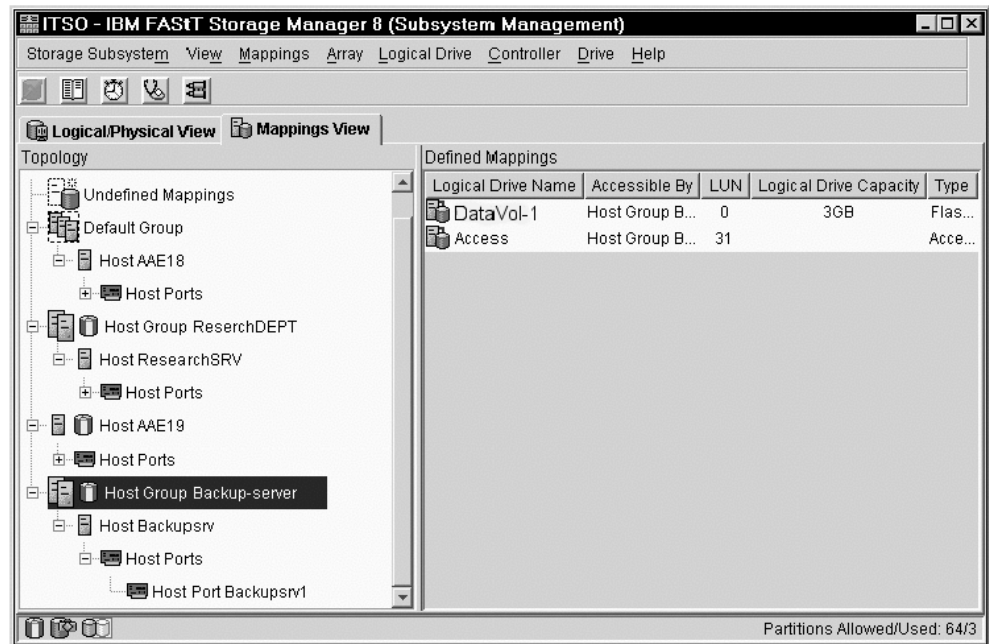 ITSO - IBM FAStT Storage Manager 8 (Subsystem Management)
Storage Subsystem View Mappings Array Logical Drive Controller Drive Help
Logical/Physical View Mappings View
Topology
Undefined Mappings
Default Group
Host AAE18
Host Ports
Host Group ReserchDEPT
Host ResearchSRV
Host Ports
Host AAE19
Host Ports
Host Group Backup-server
Host Backupsrv
Host Ports
Host Port Backupsrv1
Defined Mappings
Logical Drive Name Accessible By LUN Logical Drive Capacity Type
DataVol-1 Host Group B... 0 3GB Flas...
Access Host Group B... 31 Acce...
Partitions Allowed/Used: 64/3